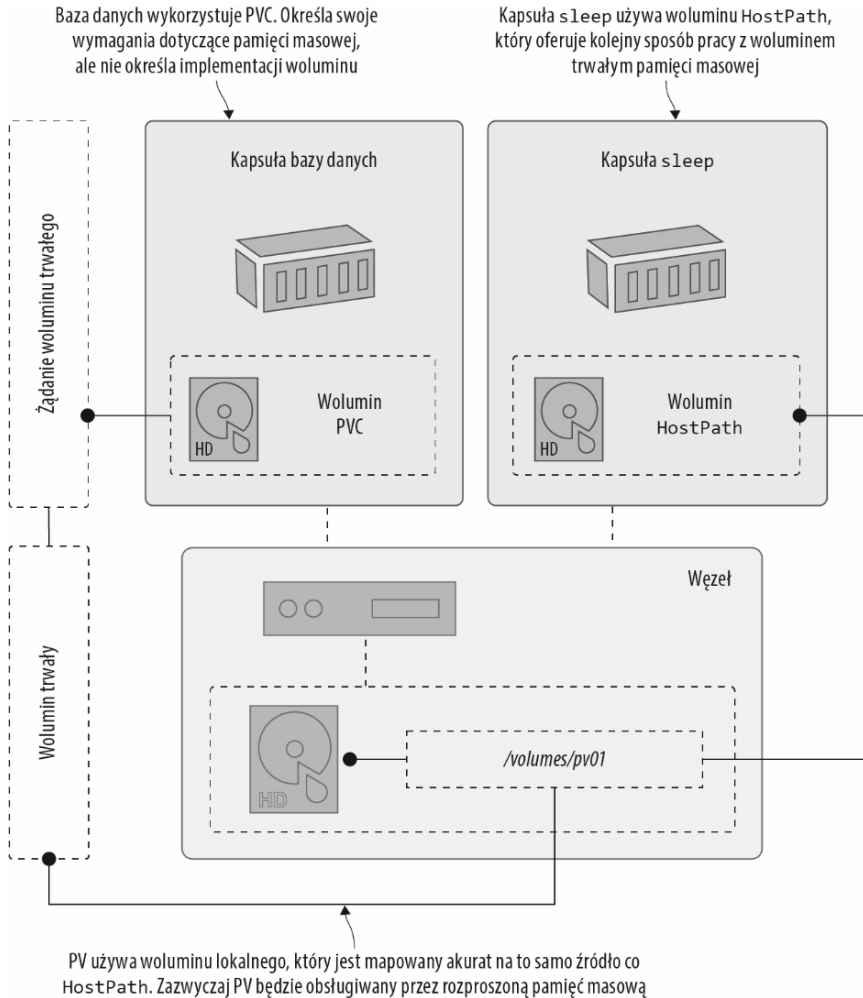 Baza danych wykorzystuje PVC. Określa swoje
wymagania dotyczące pamięci masowej,
ale nie określa implementacji woluminu
Kapsuła sleep używa woluminu HostPath,
który oferuje kolejny sposób pracy z woluminem
trwałym pamięci masowej
Żądanie woluminu trwałego
Kapsuła bazy danych
HD
Wolumin
PVC
Kapsuła sleep
HD
Wolumin
HostPath
Wolumin trwały
Węzeł
HD
/volumes/pv01
PV używa woluminu lokalnego, który jest mapowany akurat na to samo źródło co
HostPath. Zazwyczaj PV będzie obsługiwany przez rozproszoną pamięć masową